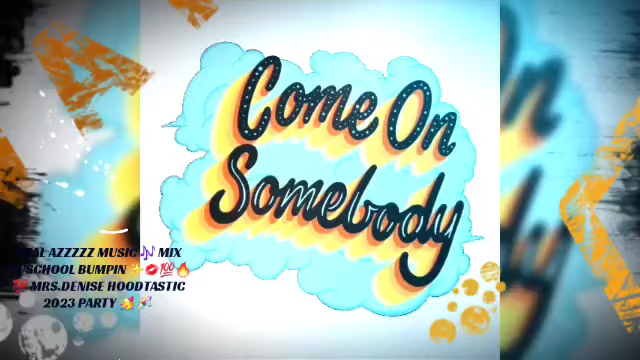 Come On
Somebody
AZZZZZ MUSIC 🎶 MIX
SCHOOL BUMPIN ✨💋💯🔥
💯 MRS.DENISE HOODTASTIC
2023 PARTY 🥳 🎉